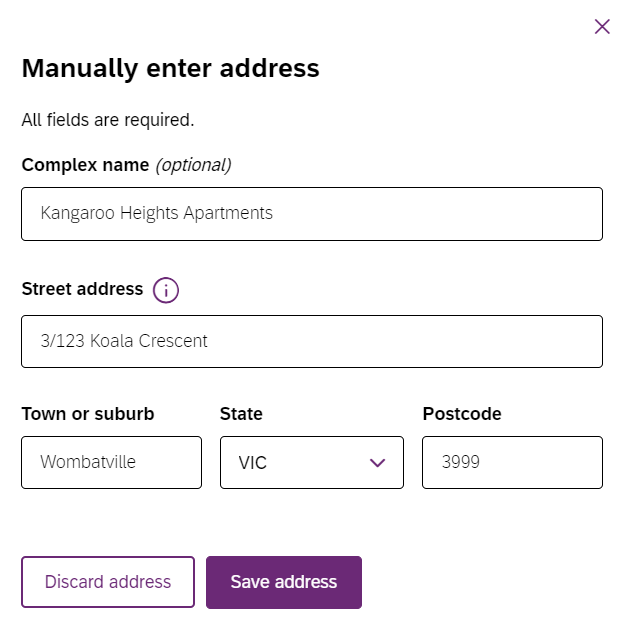 Manually enter address
All fields are required.
Complex name (optional)
Kangaroo Heights Apartments
Street address
3/123 Koala Crescent
Town or suburb State Postcode
Wombatville VIC 3999
Discard address Save address